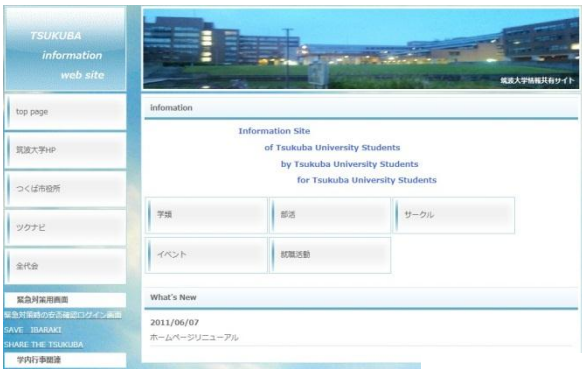 TSUKUBA
information
web site
筑波大学情報共有サイト
top page
筑波大学HP
つくば市役所
ツクナビ
全代会
緊急対策用画面
緊急対策時の安否確認ログイン画面
SAVE IBARAKI
SHARE THE TSUKUBA
学内行事関連
infomation
Information Site
of Tsukuba University Students
by Tsukuba University Students
for Tsukuba University Students
学類
部活
サークル
イベント
就職活動
What's New
2011/06/07
ホームページリニューアル